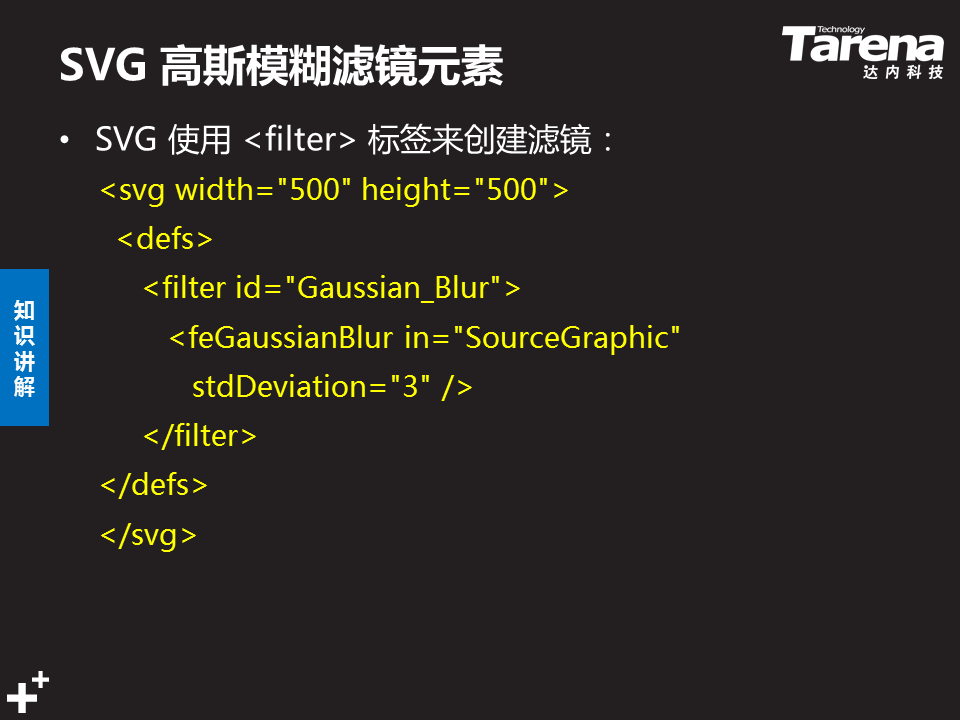 SVG 高斯模糊滤镜元素
Technology
Tarena
达内科技
• SVG 使用 <filter> 标签来创建滤镜：
<svg width="500" height="500">
<defs>
<filter id="Gaussian_Blur">
<feGaussianBlur in="SourceGraphic"
stdDeviation="3" />
</filter>
</defs>
</svg>
知识讲解